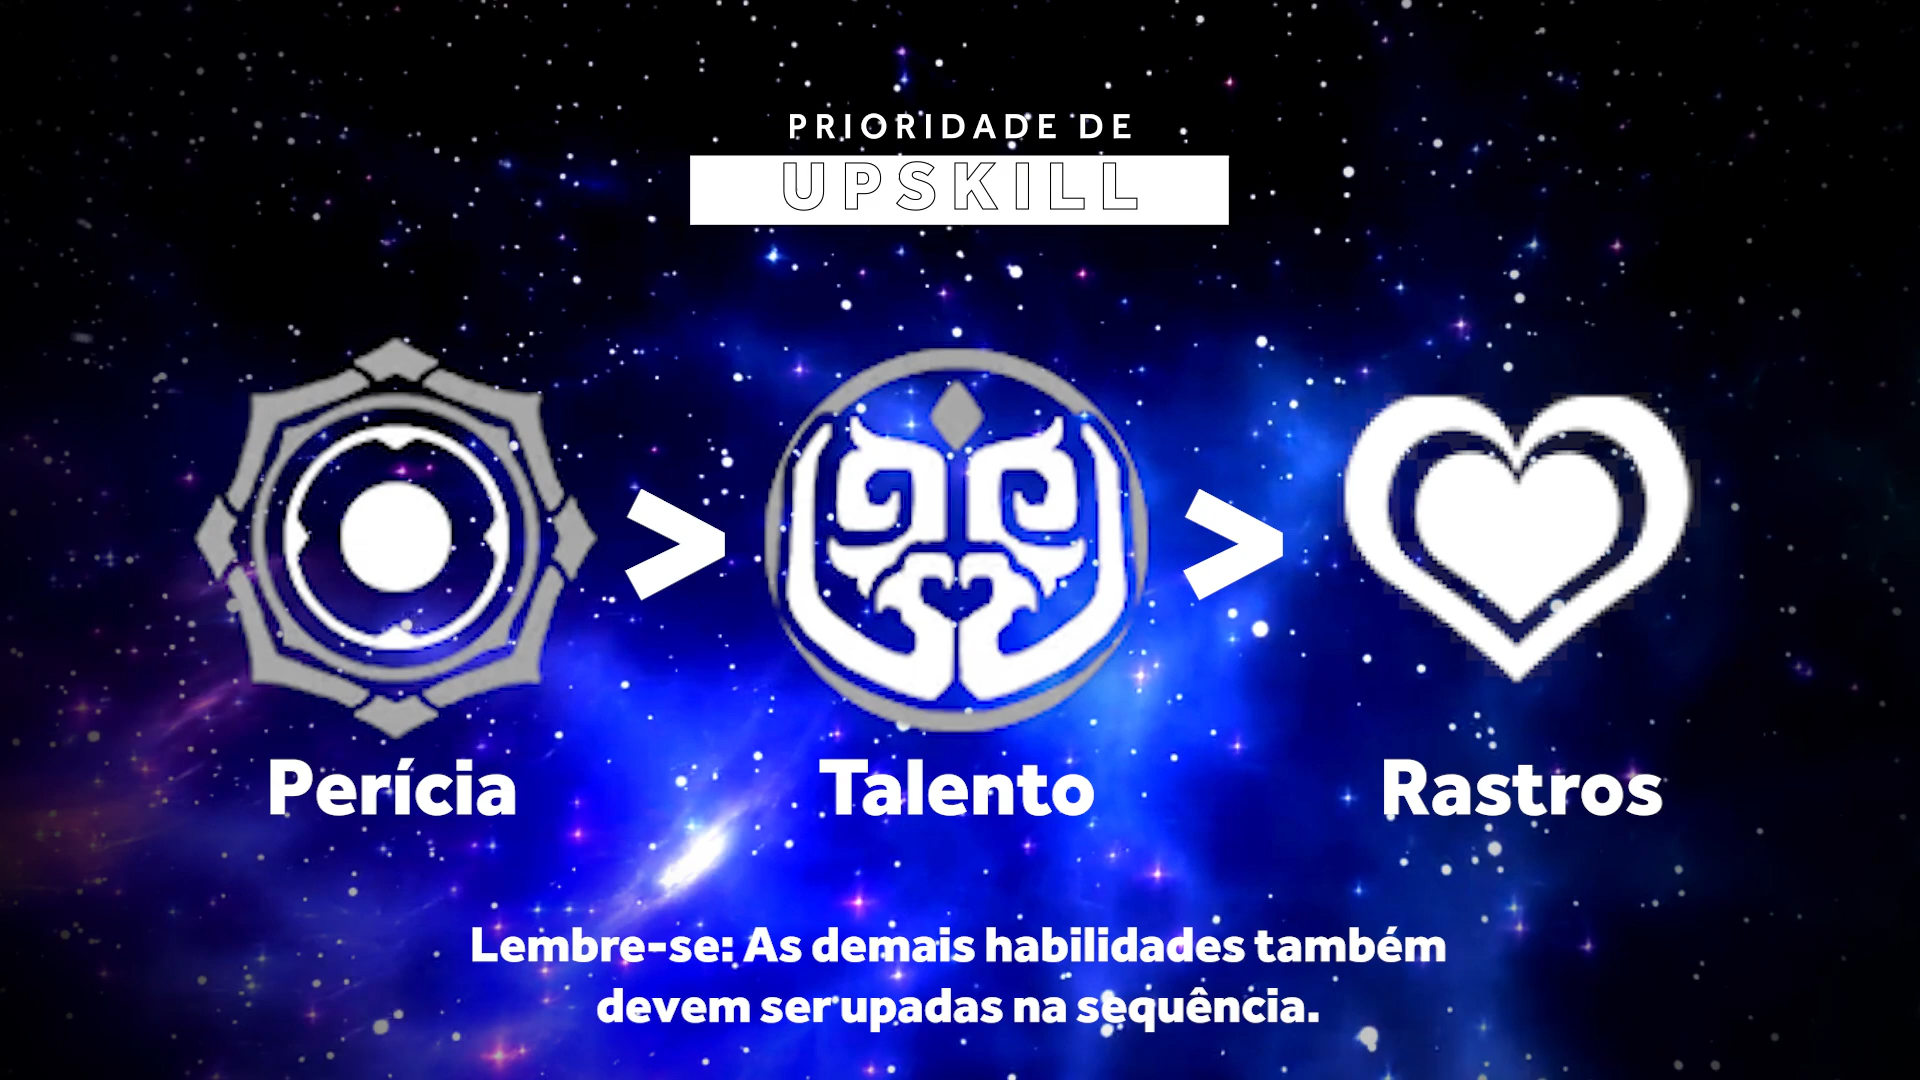 PRIORIDADE DE
UPSKILL
> >
Perícia Talento Rastros
Lembre-se: As demais habilidades também
devem ser upadas na sequência.